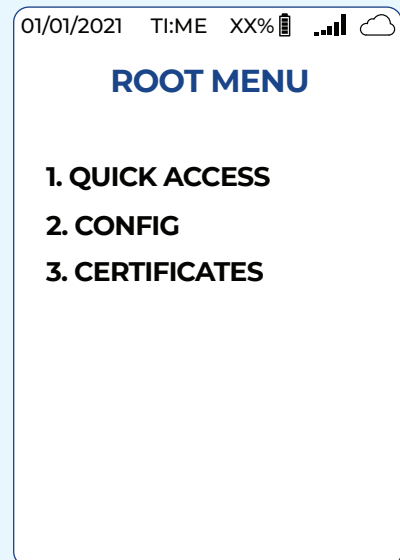 01/01/2021 TI:ME XX%
ROOT MENU
1. QUICK ACCESS
2. CONFIG
3. CERTIFICATES